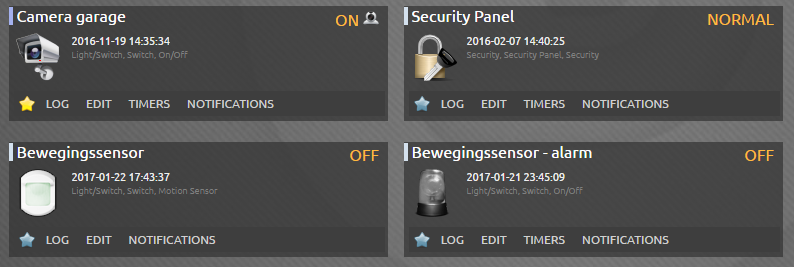 Camera garage ON
2016-11-19 14:35:34
Light/Switch, Switch, On/Off
LOG EDIT TIMERS NOTIFICATIONS
Security Panel NORMAL
2016-02-07 14:40:25
Security, Security Panel, Security
LOG EDIT TIMERS NOTIFICATIONS
Bewegingssensor OFF
2017-01-22 17:43:37
Light/Switch, Switch, Motion Sensor
LOG EDIT NOTIFICATIONS
Bewegingssensor - alarm OFF
2017-01-21 23:45:09
Light/Switch, Switch, On/Off
LOG EDIT TIMERS NOTIFICATIONS